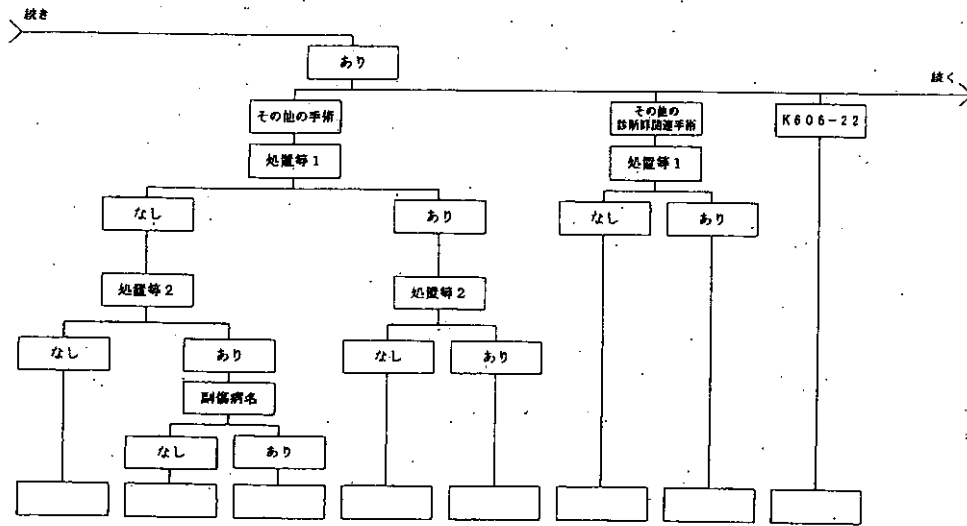 続き
あり
続く
その他の手術
その他の
診断群関連手術
K605-22
処置等1
処置等1
なし
あり
なし
あり
処置等2
処置等2
なし
あり
なし
あり
副傷病名
なし
あり